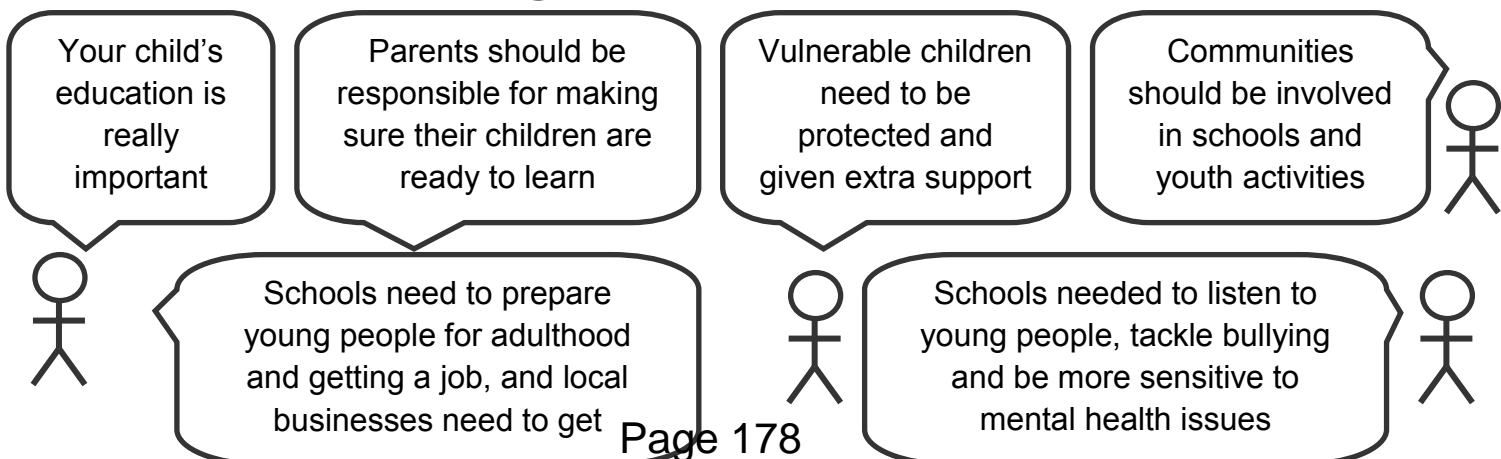 Your child's
education is
really
important
Parents should be
responsible for making
sure their children are
ready to learn
Vulnerable children
need to be
protected and
given extra support
Communities
should be involved
in schools and
youth activities
Schools need to prepare
young people for adulthood
and getting a job, and local
businesses need to get
Schools needed to listen to
young people, tackle bullying
and be more sensitive to
mental health issues
Page 178